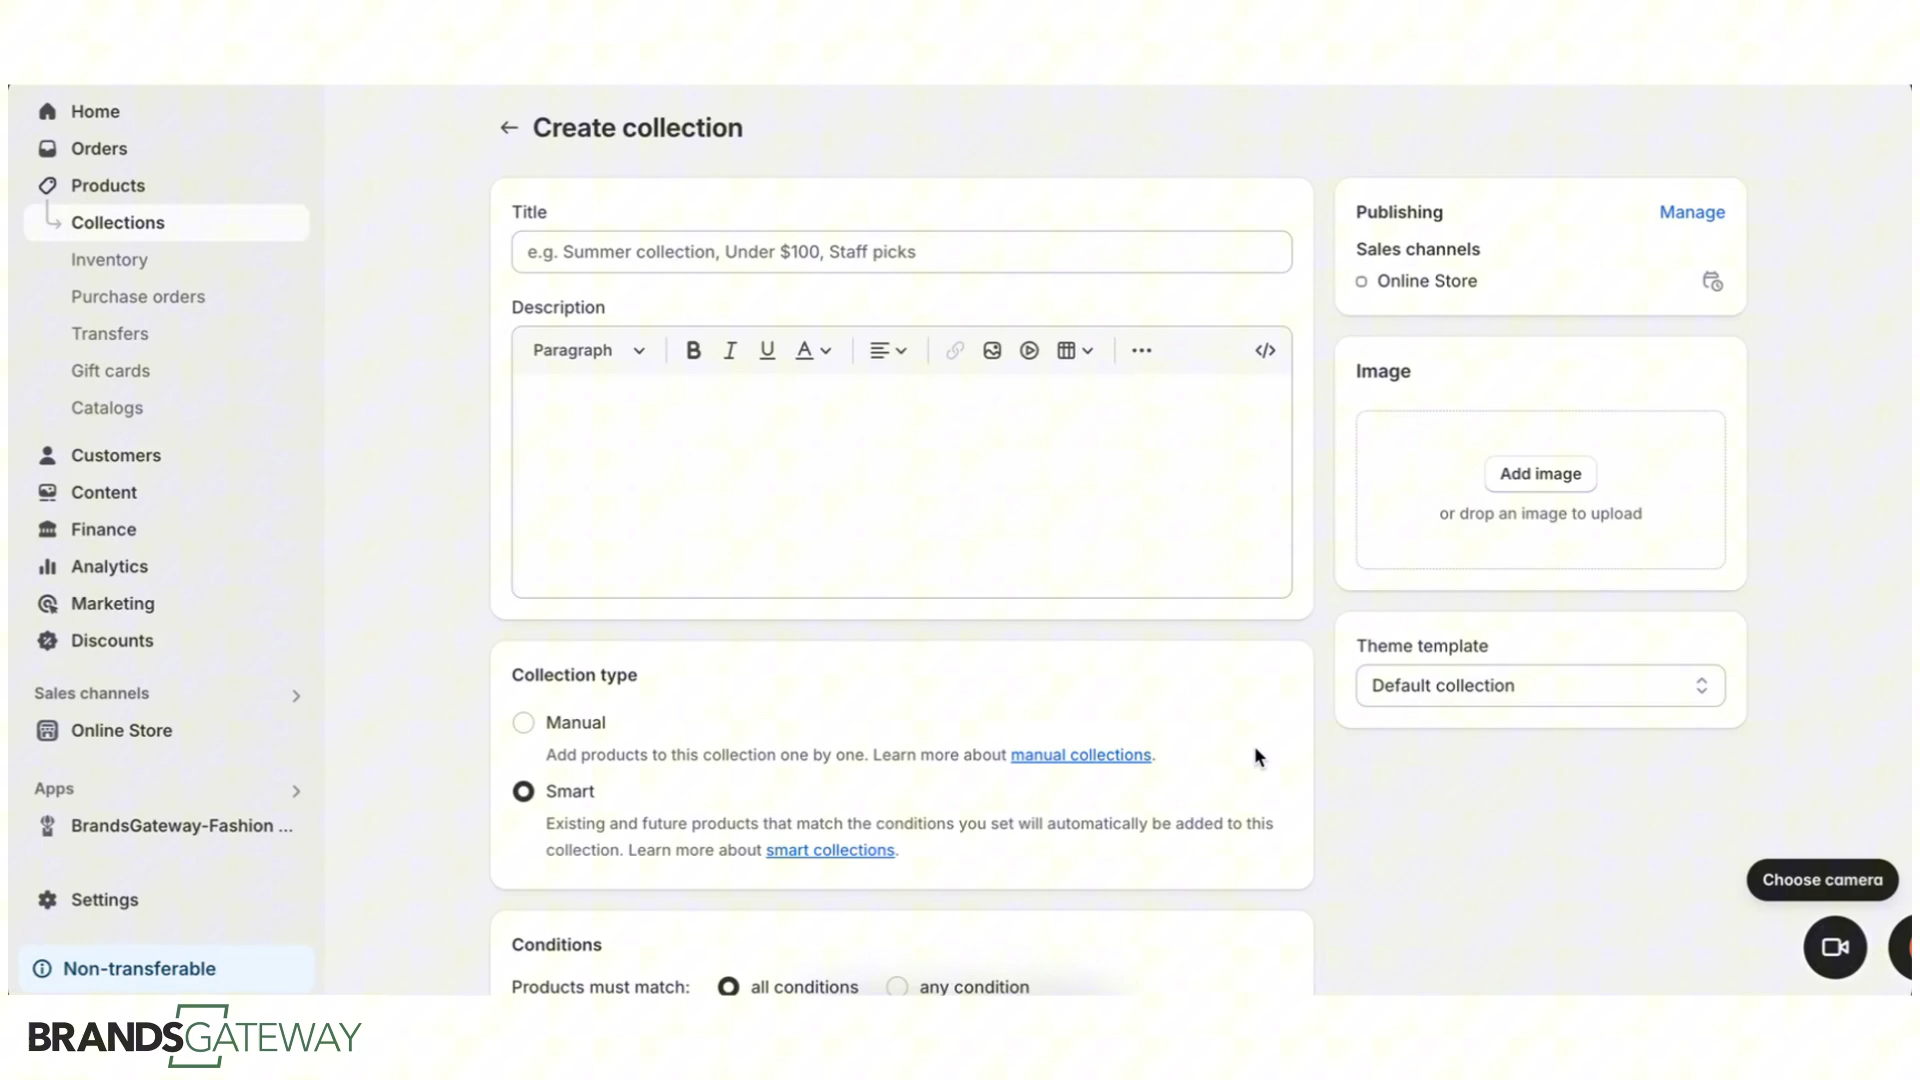 Home
Orders
Products
Collections
Inventory
Purchase orders
Transfers
Gift cards
Catalogs
Customers
Content
Finance
Analytics
Marketing
Discounts
Sales channels
Online Store
Apps
BrandsGateway-Fashion ...
Settings
Non-transferable
Create collection
Title
e.g. Summer collection, Under $100, Staff picks
Description
Paragraph
Collection type
Manual
Add products to this collection one by one. Learn more about manual collections.
Smart
Existing and future products that match the conditions you set will automatically be added to this
collection. Learn more about smart collections.
Conditions
Products must match: all conditions any condition
Publishing Manage
Sales channels
Online Store
Image
Add image
or drop an image to upload
Theme template
Default collection
Choose camera
BRANDSGATEWAY